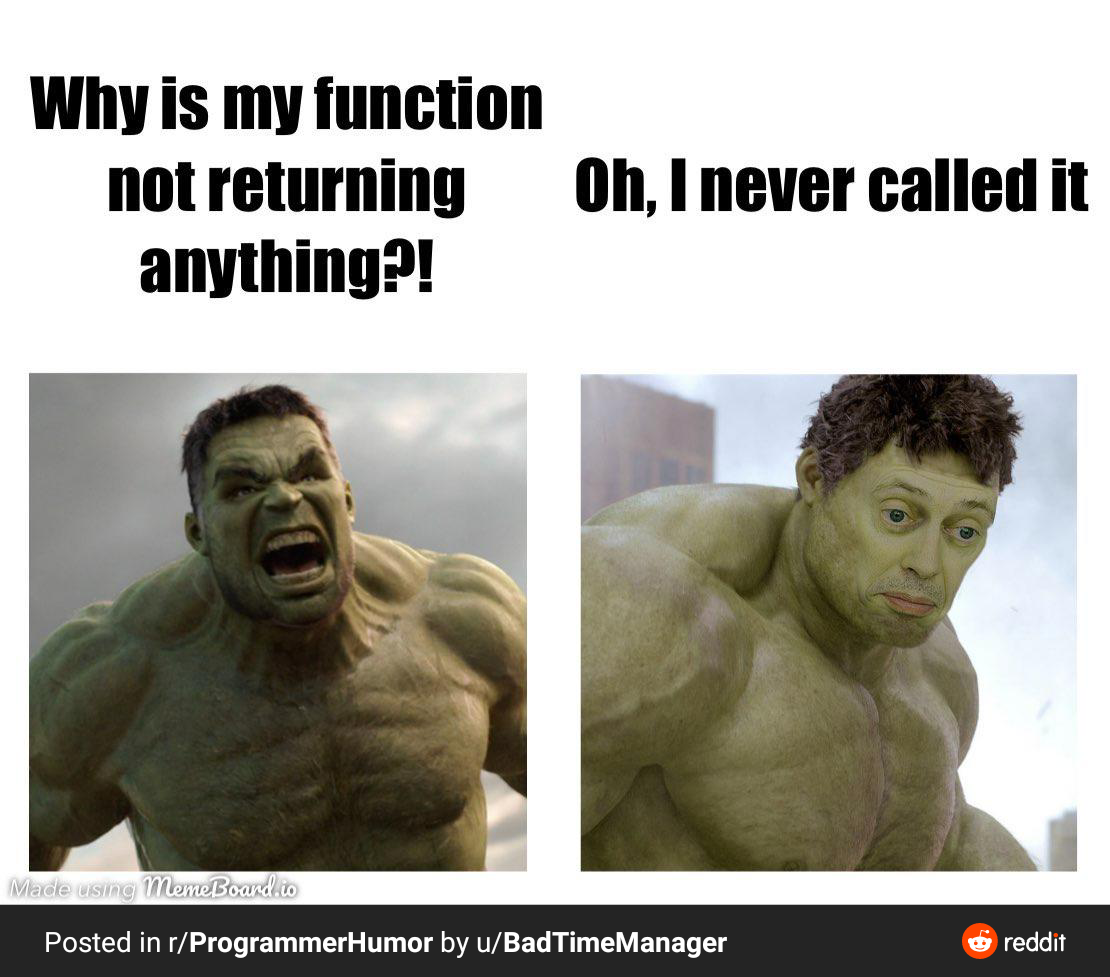 Why is my function
not returning
anything?!
Oh, I never called it
Made using MemeBoard.io
Posted in r/ProgrammerHumor by u/BadTimeManager
reddit